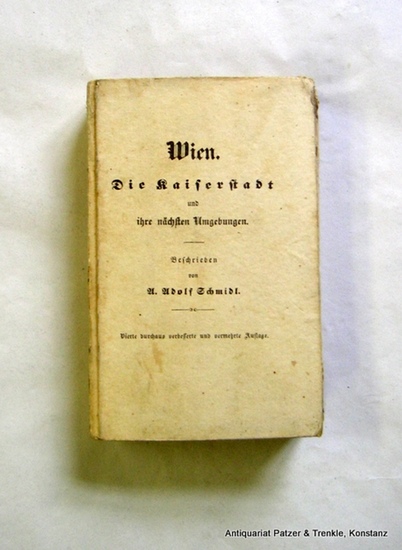 Wien.
Die Kaiserstadt
und
ihre nächsten Umgebungen.
Beschrieben
von
A. Adolf Schmidl.
Vierte durchaus verbesserte und vermehrte Auflage.
Antiquariat Patzer & Trenkle, Konstanz